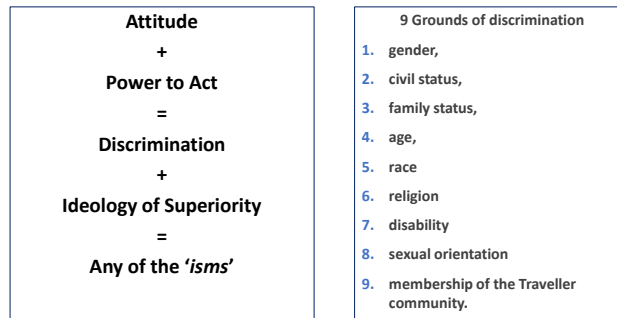 Attitude
+
Power to Act
=
Discrimination
+
Ideology of Superiority
=
Any of the ‘isms’
9 Grounds of discrimination
1. gender,
2. civil status,
3. family status,
4. age,
5. race
6. religion
7. disability
8. sexual orientation
9. membership of the Traveller
community.